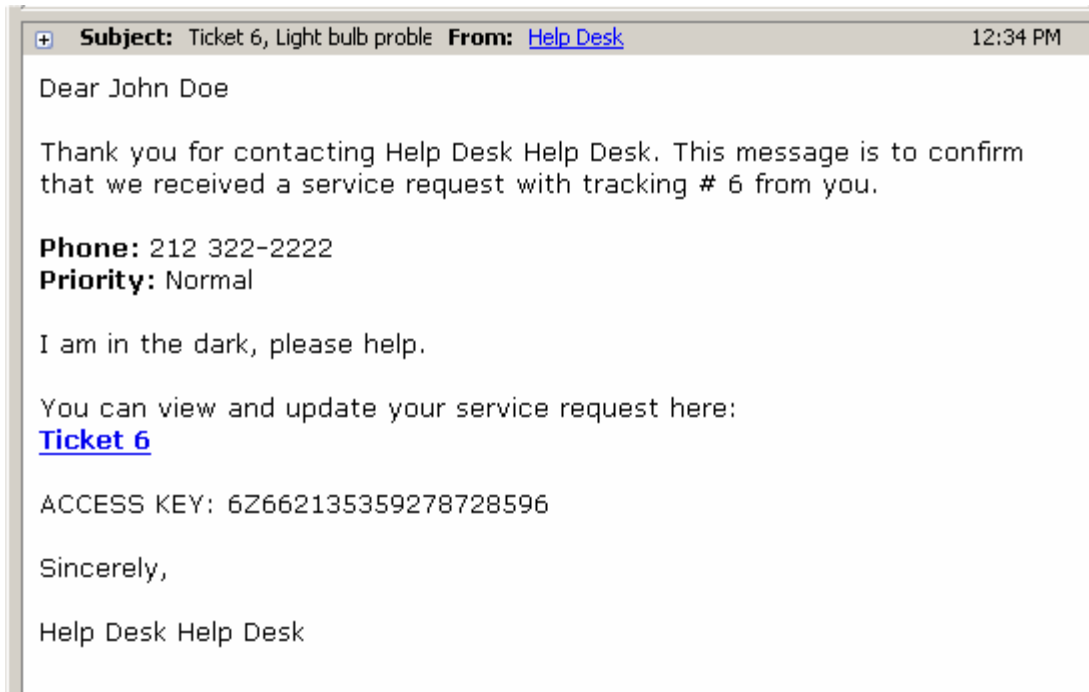 Subject: Ticket 6, Light bulb proble From: Help Desk 12:34 PM
Dear John Doe
Thank you for contacting Help Desk Help Desk. This message is to confirm
that we received a service request with tracking # 6 from you.
Phone: 212 322-2222
Priority: Normal
I am in the dark, please help.
You can view and update your service request here:
Ticket 6
ACCESS KEY: 6Z662135359278728596
Sincerely,
Help Desk Help Desk